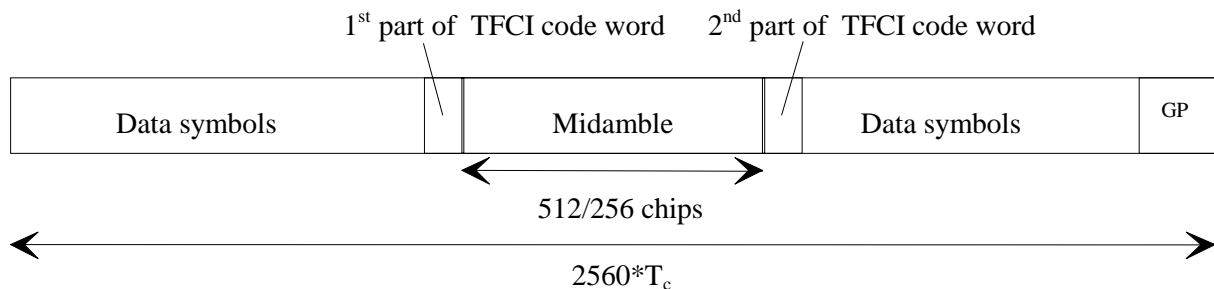 1st part of TFCI code word 2nd part of TFCI code word
Data symbols Midamble Data symbols GP
512/256 chips
2560*Tc